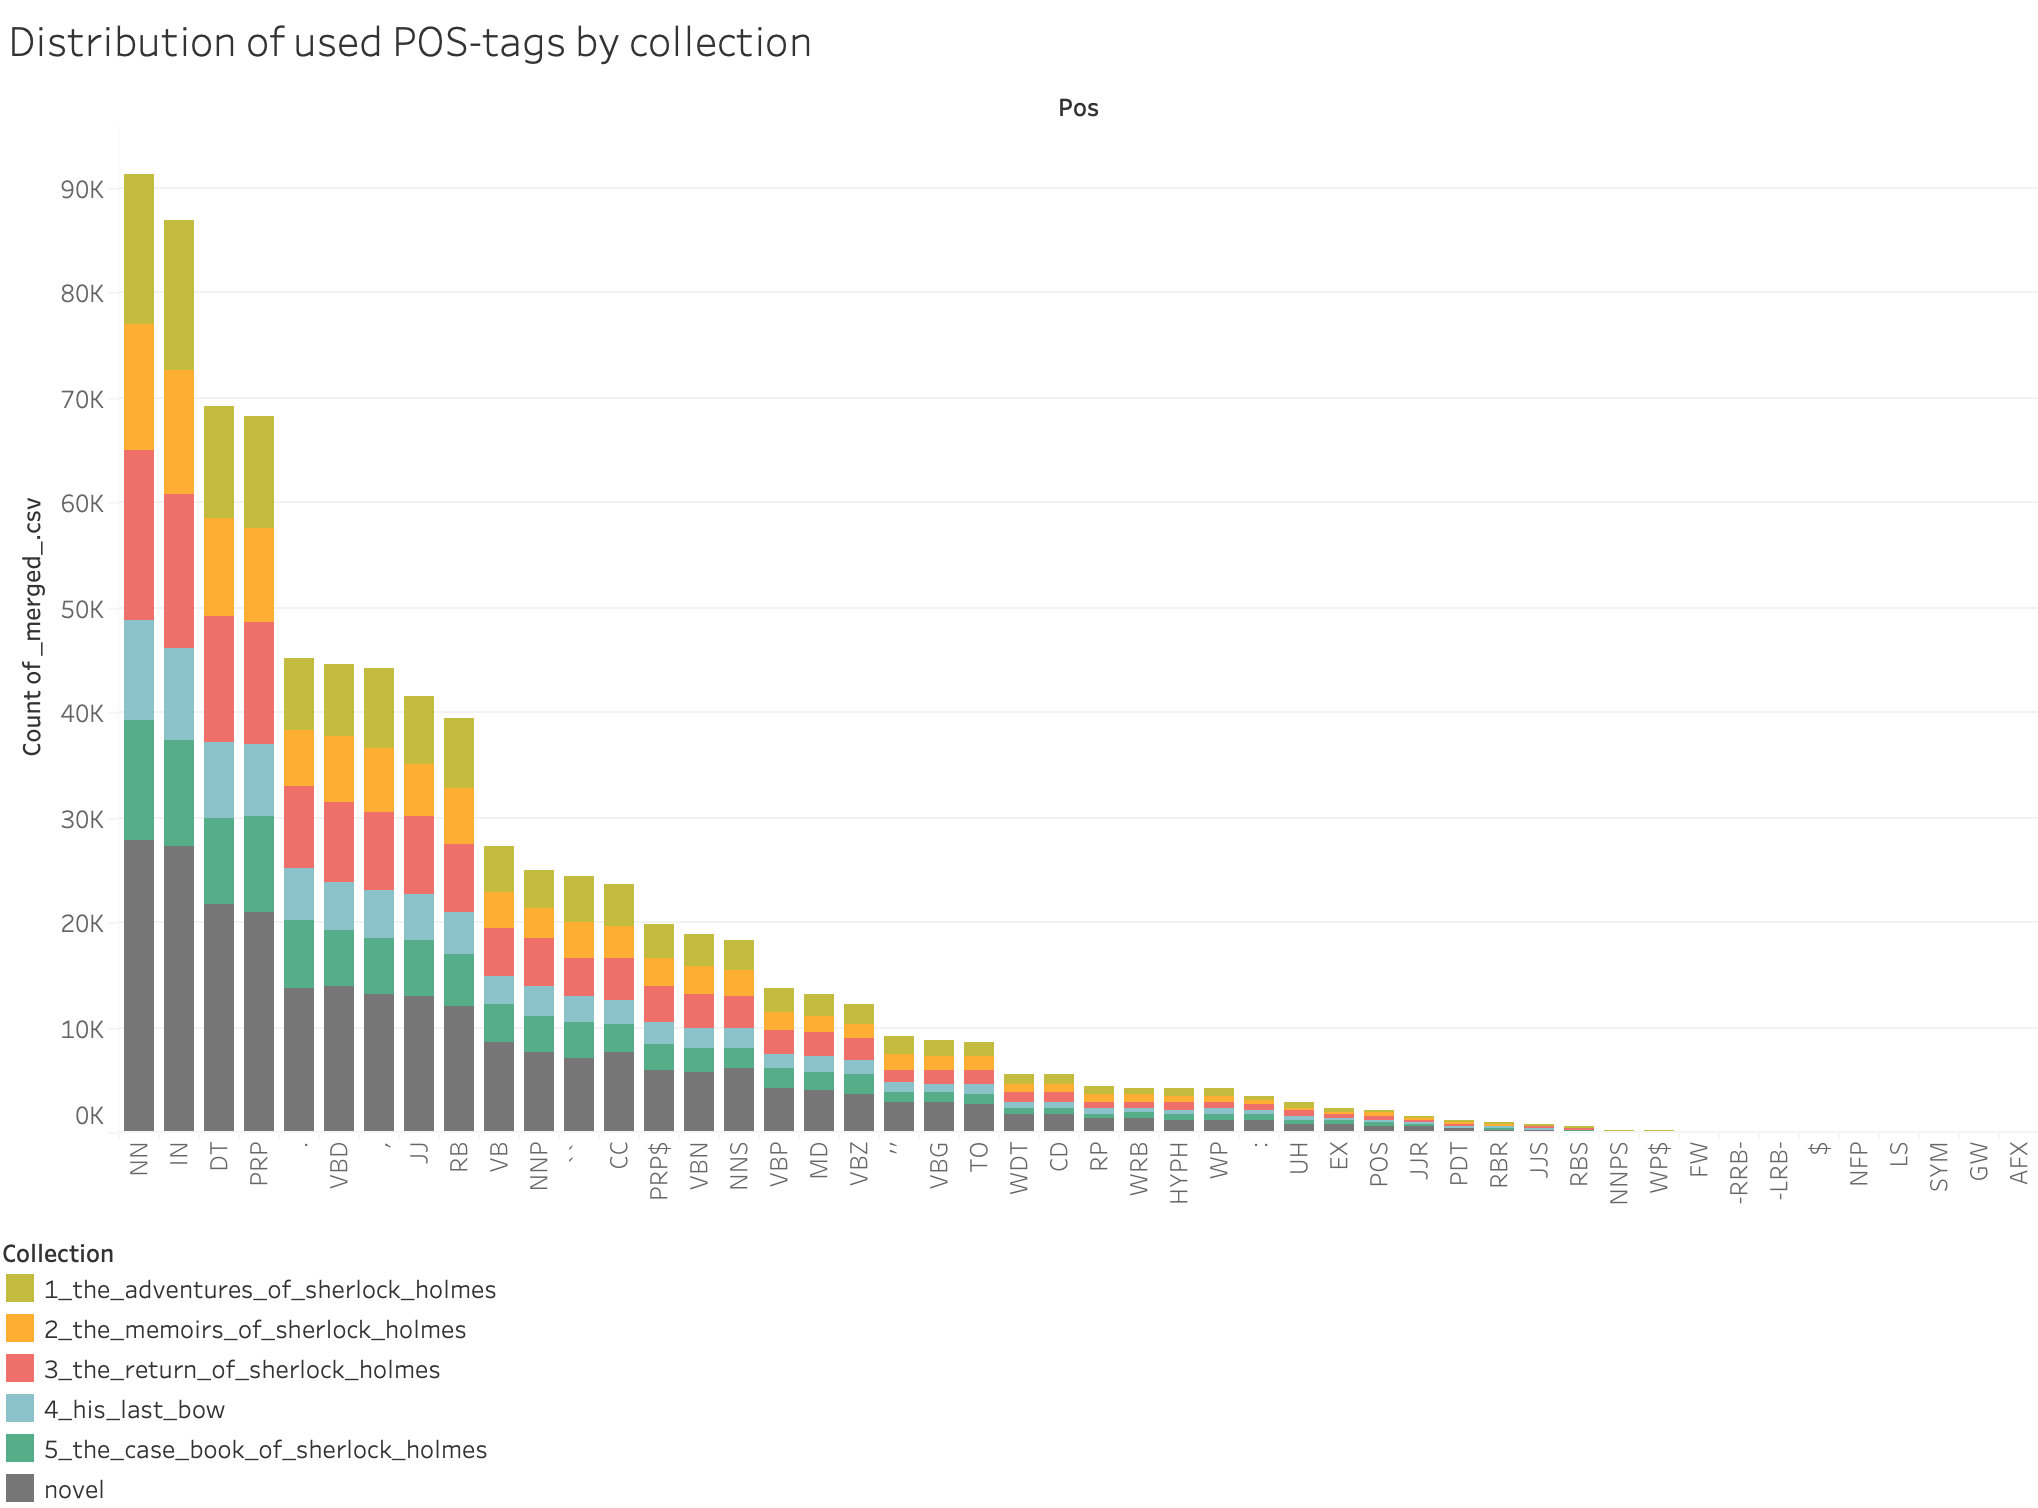 Distribution of used POS-tags by collection
Pos
Count of _merged_.csv
90K
80K
70K
60K
50K
40K
30K
20K
10K
0K
NN
IN
DT
PRP
.
VBD
,
JJ
RB
VB
NNP
``
CC
PRP$
VBN
NNS
VBP
MD
VBZ
''
VBG
TO
WDT
CD
RP
WRB
HYPH
WP
:
UH
EX
POS
JJR
PDT
RBR
JJS
RBS
NNPS
WP$
FW
-RRB-
-LRB-
$
NFP
LS
SYM
GW
AFX
Collection
1_the_adventures_of_sherlock_holmes
2_the_memoirs_of_sherlock_holmes
3_the_return_of_sherlock_holmes
4_his_last_bow
5_the_case_book_of_sherlock_holmes
novel